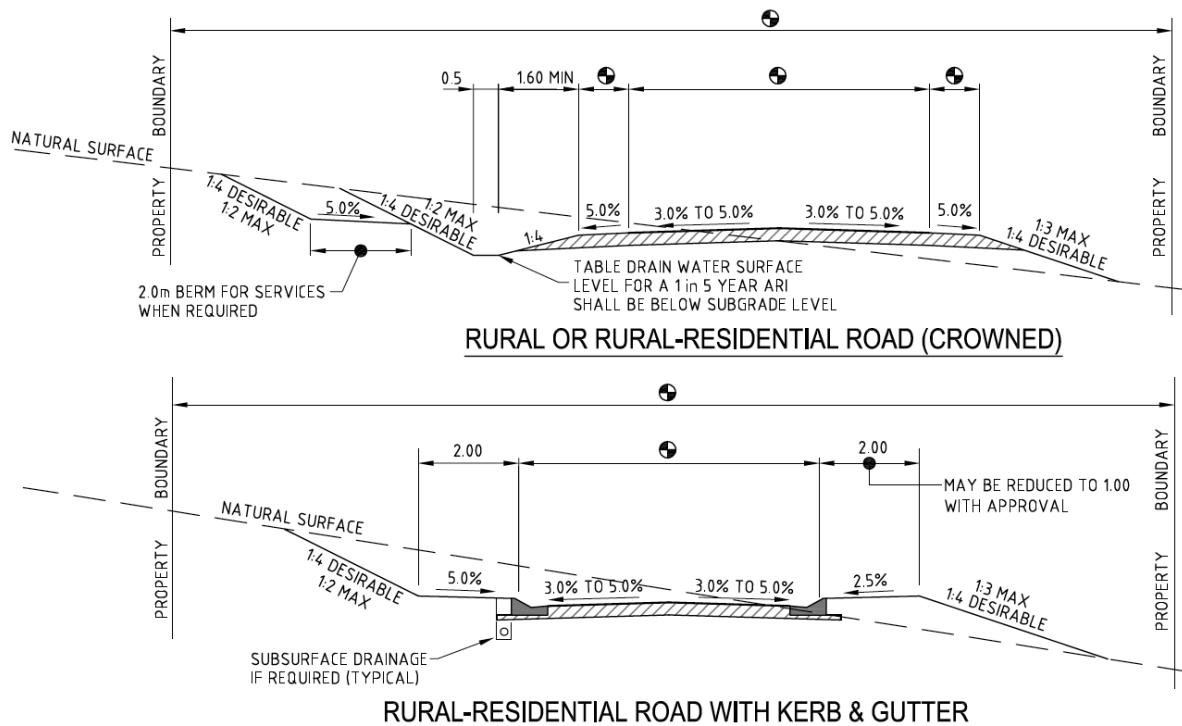 BOUNDARY
BOUNDARY
0.5
1.60 MIN
NATURAL SURFACE
PROPERTY
1:4 DESIRABLE
1:2 MAX
5.0%
1:2 MAX
1:4 DESIRABLE
1:4
5.0%
3.0% TO 5.0%
3.0% TO 5.0%
5.0%
1:3 MAX
1:4 DESIRABLE
PROPERTY
2.0m BERM FOR SERVICES
WHEN REQUIRED
TABLE DRAIN WATER SURFACE
LEVEL FOR A 1 in 5 YEAR ARI
SHALL BE BELOW SUBGRADE LEVEL
RURAL OR RURAL-RESIDENTIAL ROAD (CROWNED)
BOUNDARY
BOUNDARY
2.00
2.00
MAY BE REDUCED TO 1.00
WITH APPROVAL
NATURAL SURFACE
PROPERTY
1:4 DESIRABLE
1:2 MAX
5.0%
3.0% TO 5.0%
3.0% TO 5.0%
2.5%
1:3 MAX
1:4 DESIRABLE
PROPERTY
SUBSURFACE DRAINAGE
IF REQUIRED (TYPICAL)
RURAL-RESIDENTIAL ROAD WITH KERB & GUTTER